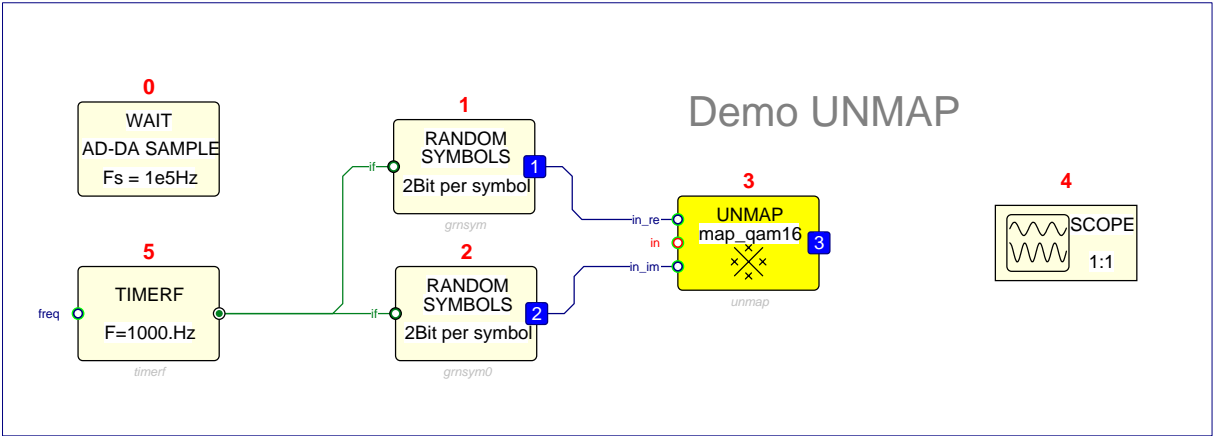 Demo UNMAP
0
WAIT
AD-DA SAMPLE
Fs = 1e5Hz
1
RANDOM
SYMBOLS
2Bit per symbol
if
1
grnsym
3
UNMAP
map_qam16
in_re
in
in_im
3
unmap
4
SCOPE
1:1
5
TIMERF
F=1000.Hz
freq
timerf
2
RANDOM
SYMBOLS
2Bit per symbol
if
2
grnsym0